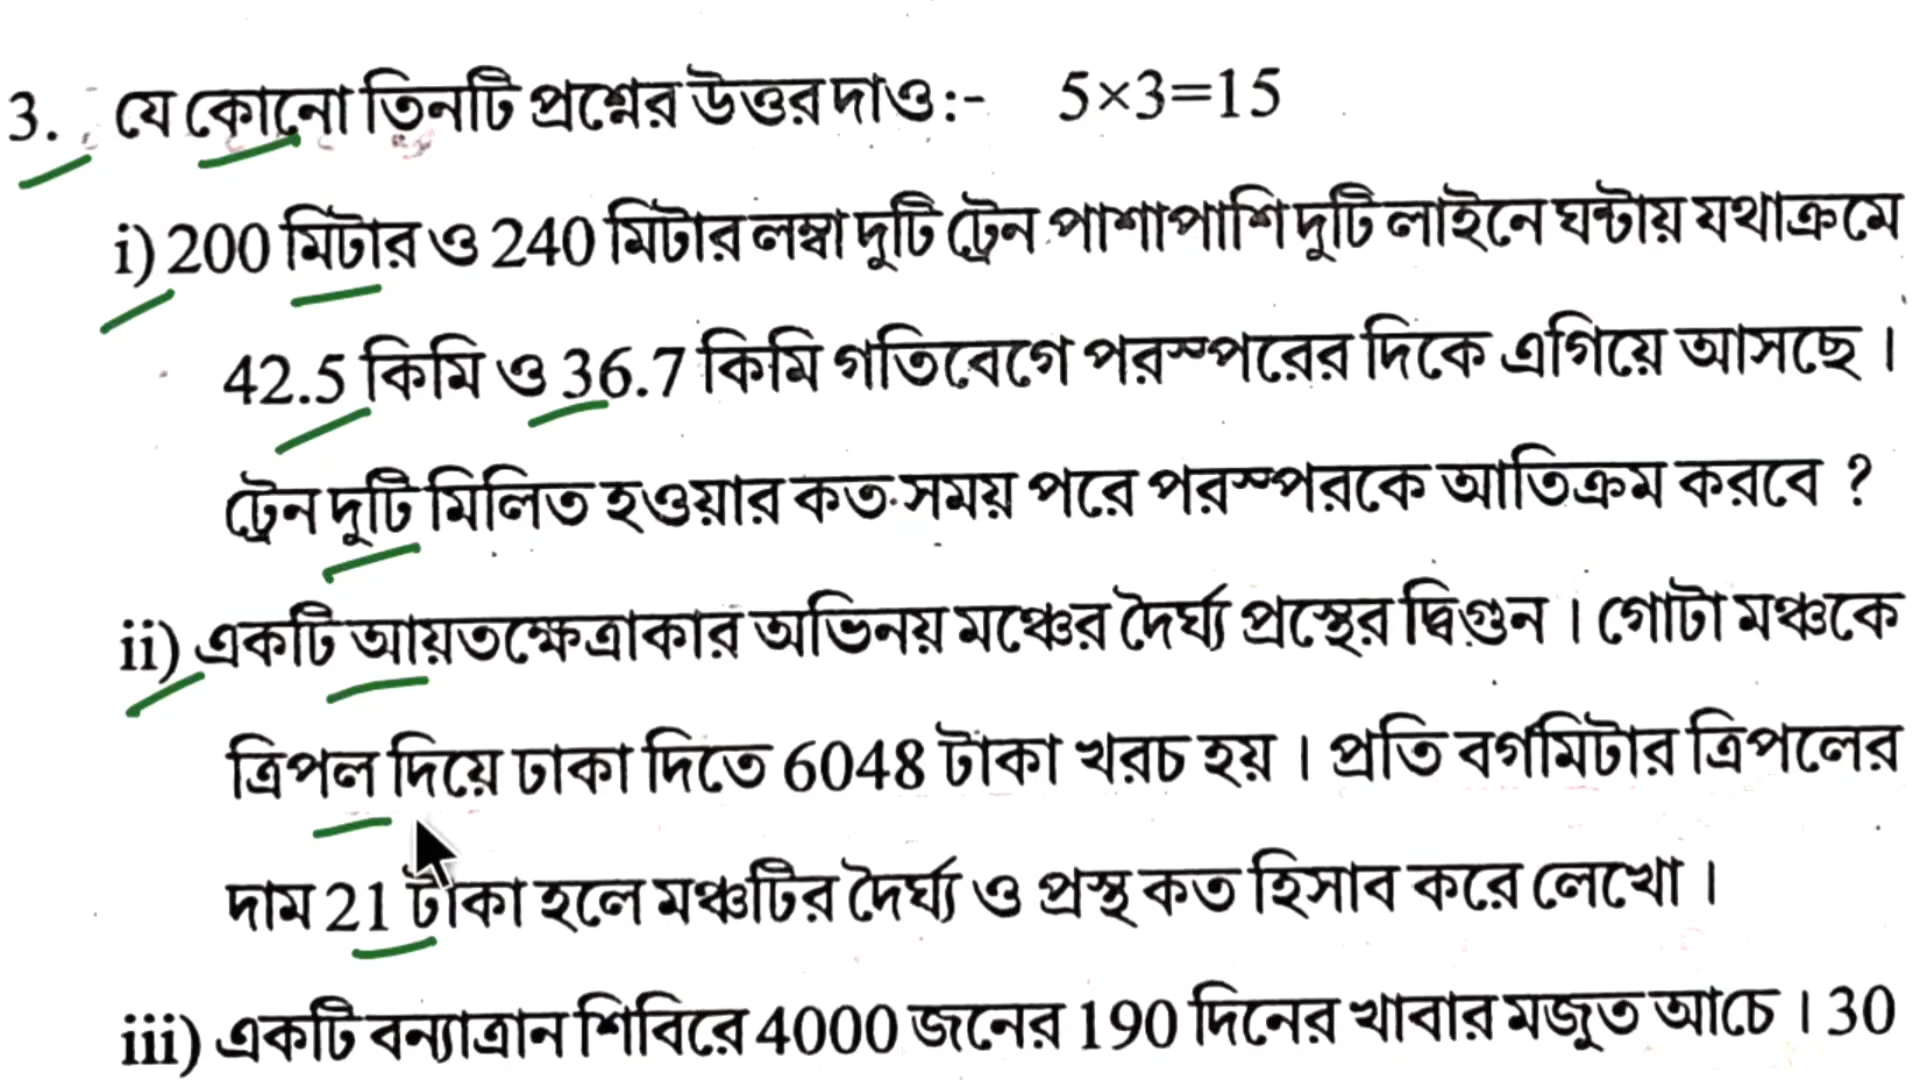 3. যে কোনো তিনটি প্রশ্নের উত্তর দাও:- 5×3=15
i) 200 মিটার ও 240 মিটার লম্বা দুটি ট্রেন পাশাপাশি দুটি লাইনে ঘন্টায় যথাক্রমে
42.5 কিমি ও 36.7 কিমি গতিবেগে পরস্পরের দিকে এগিয়ে আসছে।
ট্রেন দুটি মিলিত হওয়ার কত সময় পরে পরস্পরকে আতিক্রম করবে ?
ii) একটি আয়তক্ষেত্রাকার অভিনয় মঞ্চের দৈর্ঘ্য প্রস্থের দ্বিগুন। গোটা মঞ্চকে
ত্রিপল দিয়ে ঢাকা দিতে 6048 টাকা খরচ হয়। প্রতি বর্গমিটার ত্রিপলের
দাম 21 টাকা হলে মঞ্চটির দৈর্ঘ্য ও প্রস্থ কত হিসাব করে লেখো।
iii) একটি বন্যাত্রান শিবিরে 4000 জনের 190 দিনের খাবার মজুত আচে। 30